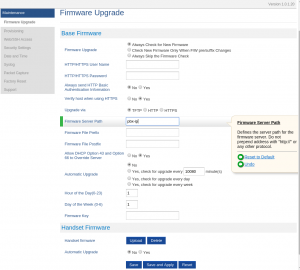 Version 1.0.1.20
Maintenance
Firmware Upgrade
Firmware Upgrade
Provisioning
Web/SSH Access
Security Settings
Date and Time
Syslog
Packet Capture
Factory Reset
Reboot
Base Firmware
Firmware Upgrade
Always Check for New Firmware
Check New Firmware Only When F/W pre/suffix Changes
Always Skip the Firmware Check
HTTP/HTTPS User Name
HTTP/HTTPS Password
Always send HTTP Basic Authentication Information
No Yes
Verify host when using HTTPS
No Yes
Upgrade via
TFTP HTTP HTTPS
Firmware Server Path
Firmware File Prefix
Firmware File Postfix
Allow DHCP Option 43 and Option 66 to Override Server
No Yes
Automatic Upgrade
No
Yes, check for upgrade every 10080 minute(s).
Yes, check for upgrade every day
Yes, check for upgrade every week
Hour of the Day(0-23)
1
Day of the Week (0-6)
1
Firmware Key
Handset Firmware
Handset firmware
Upload Delete
Automatic Upgrade
No Yes
Save Save and Apply Reset
Firmware Server Path
Defines the server path for the firmware server. Do not prepend address with "http://" or any other protocol.
Reset to Default
Undo